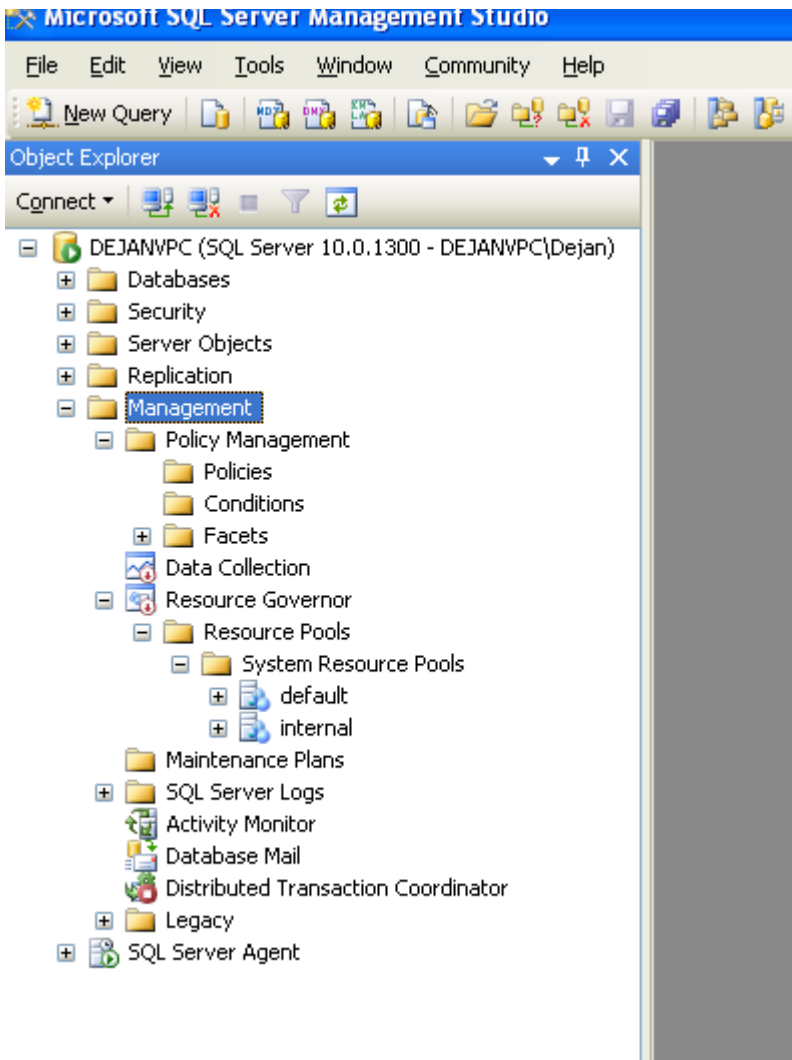 Microsoft SQL Server Management Studio
File Edit View Tools Window Community Help
New Query
Object Explorer
Connect
DEJANVPC (SQL Server 10.0.1300 - DEJANVPC\Dejan)
Databases
Security
Server Objects
Replication
Management
Policy Management
Policies
Conditions
Facets
Data Collection
Resource Governor
Resource Pools
System Resource Pools
default
internal
Maintenance Plans
SQL Server Logs
Activity Monitor
Database Mail
Distributed Transaction Coordinator
Legacy
SQL Server Agent